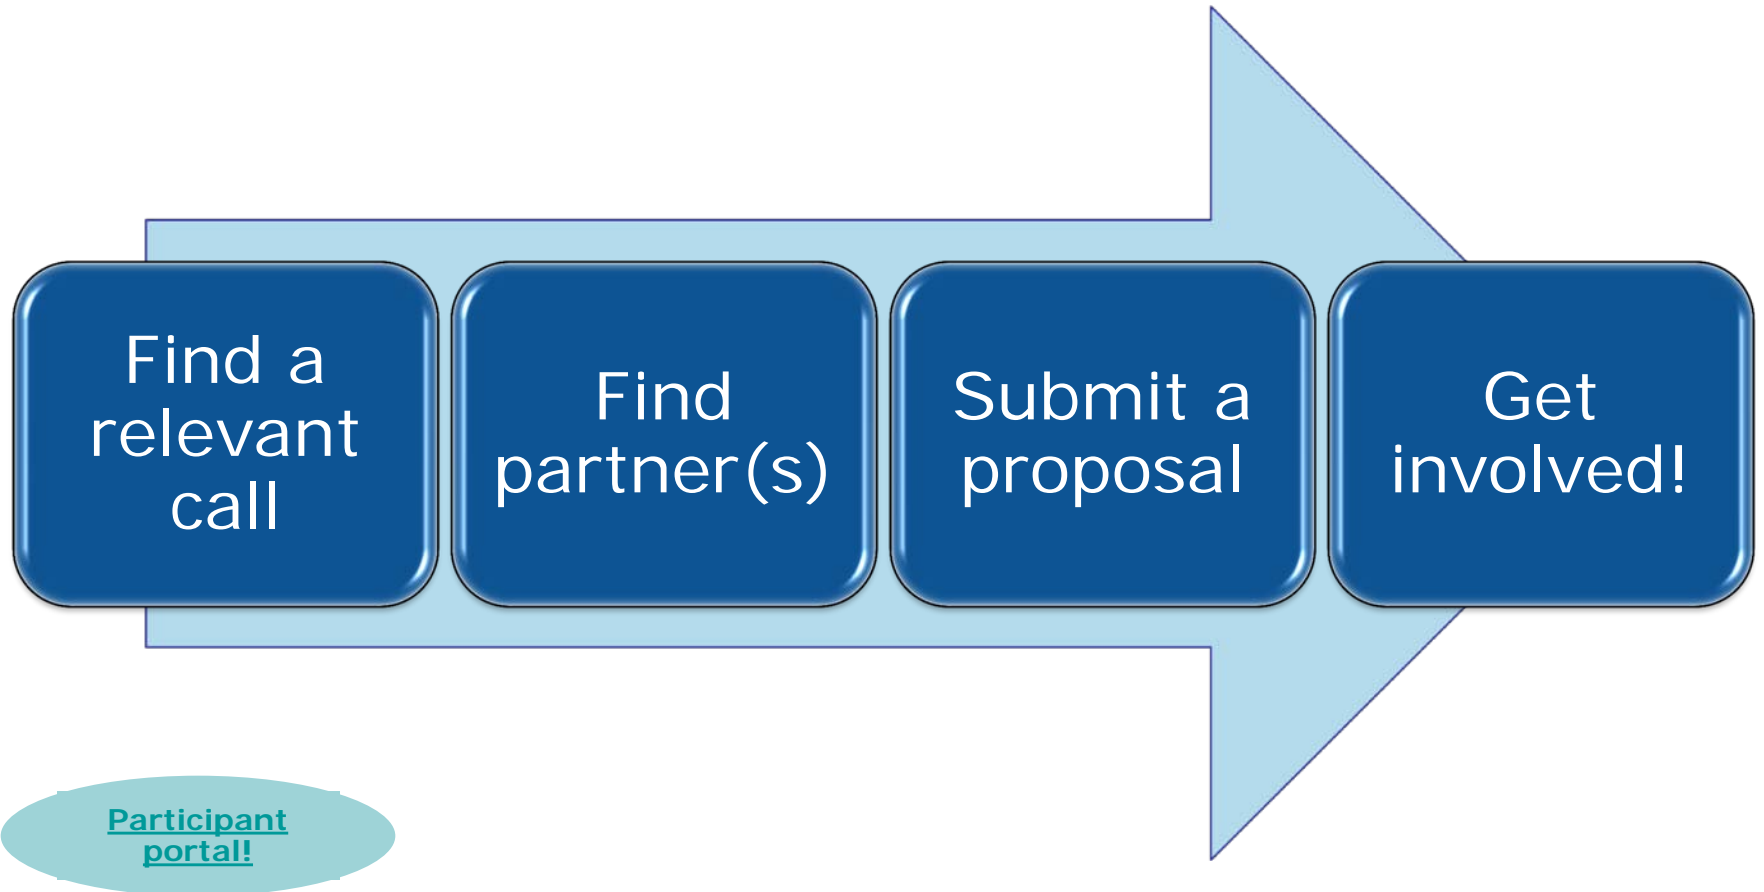 Find a
relevant
call
Find
partner(s)
Submit a
proposal
Get
involved!
Participant
portal!